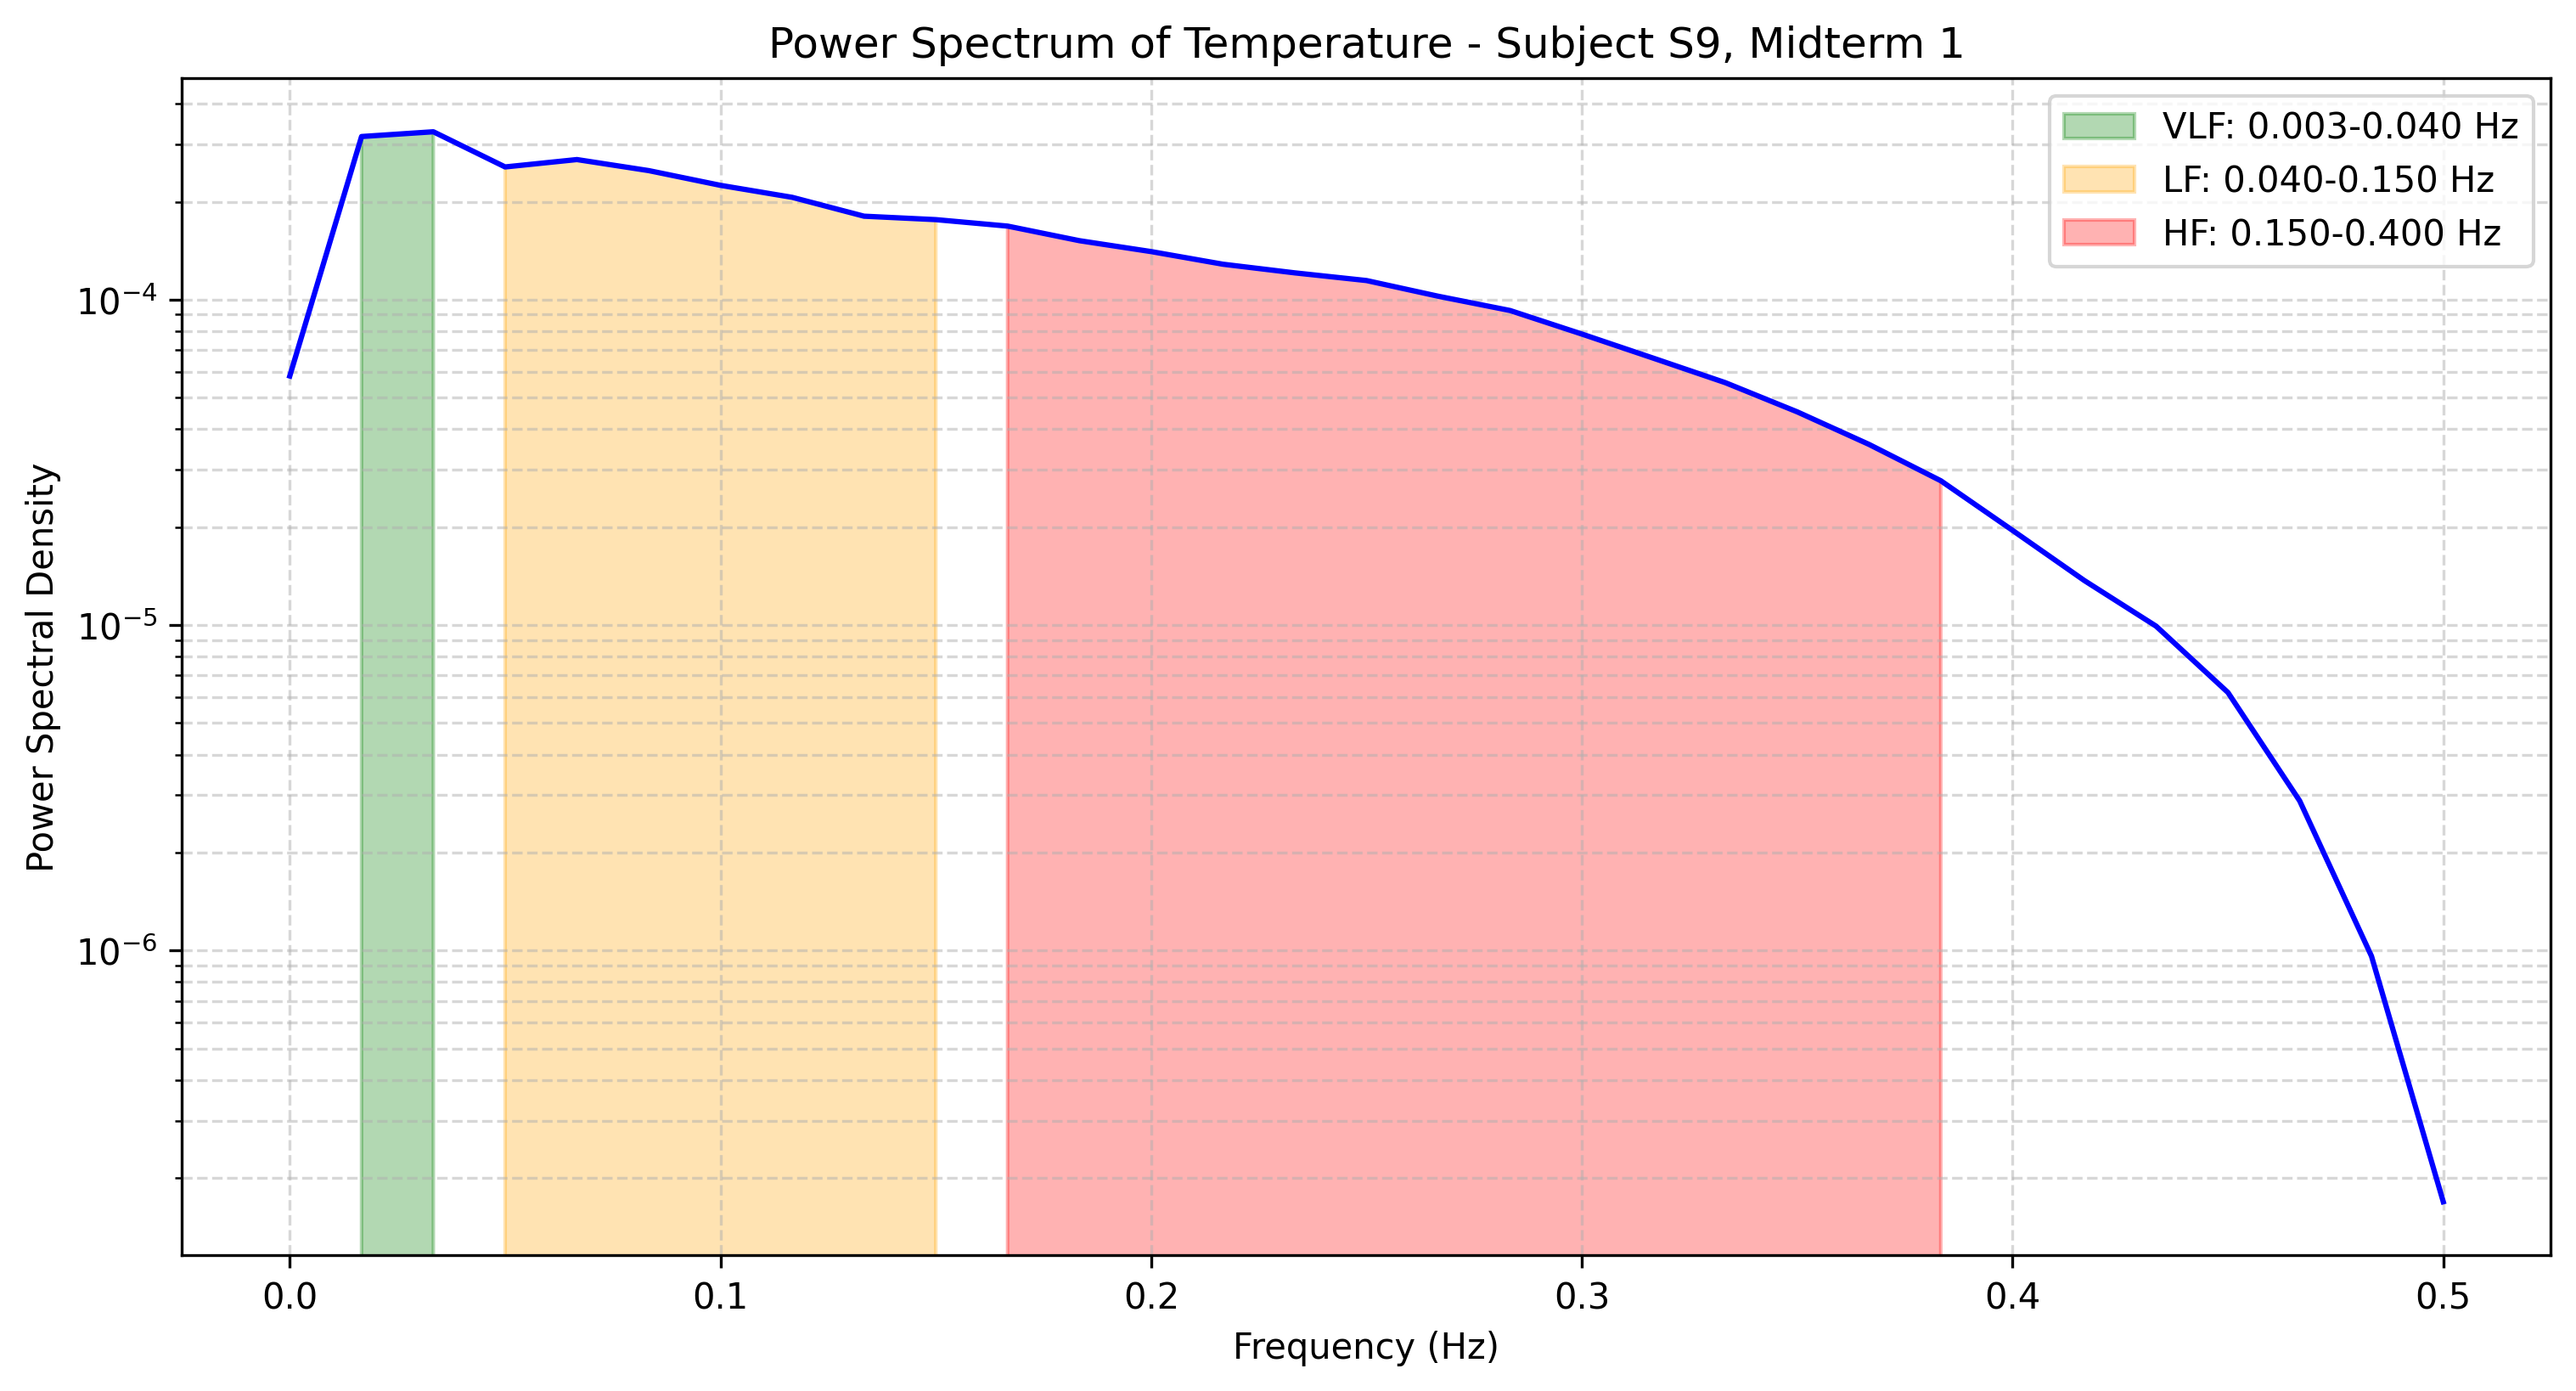 Power Spectrum of Temperature - Subject S9, Midterm 1
VLF: 0.003-0.040 Hz
LF: 0.040-0.150 Hz
HF: 0.150-0.400 Hz
Power Spectral Density
10⁻⁴
10⁻⁵
10⁻⁶
0.0 0.1 0.2 0.3 0.4 0.5
Frequency (Hz)